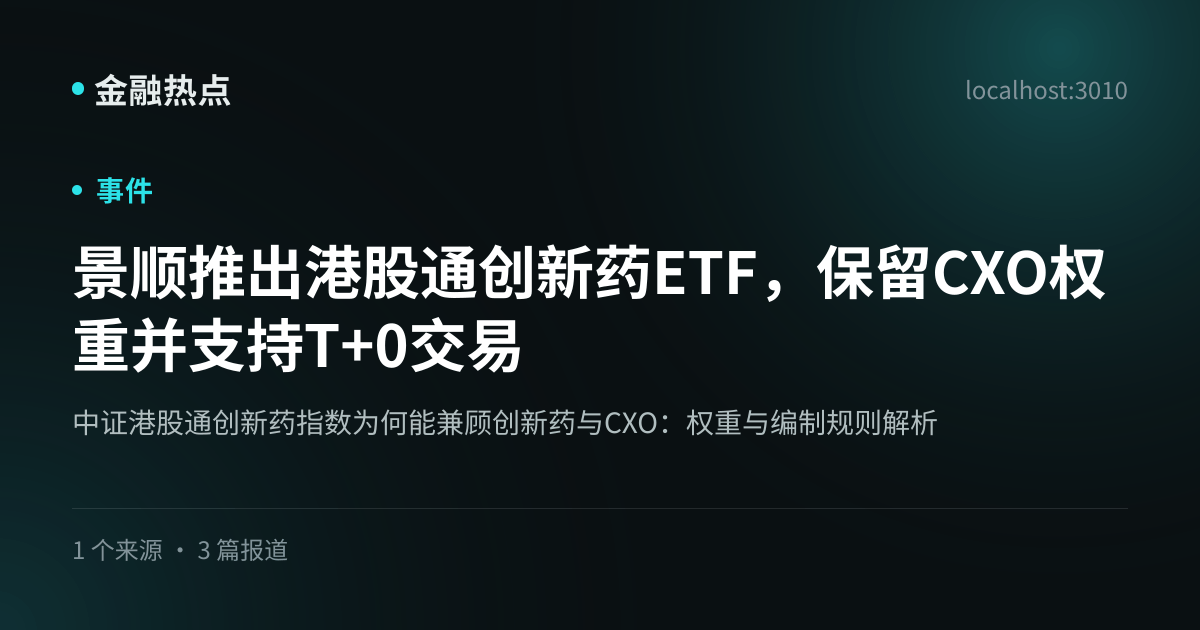 金融热点
localhost:3010
事件
景顺推出港股通创新药ETF，保留CXO权
重并支持T+0交易
中证港股通创新药指数为何能兼顾创新药与CXO：权重与编制规则解析
1 个来源 · 3 篇报道